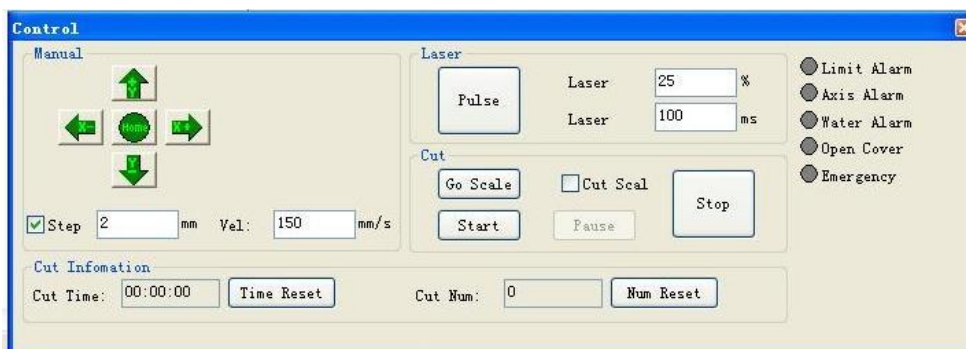 Control
Manual
Y
X-
Home
X+
Y
Step 2 mm Vel: 150 mm/s
Laser
Pulse
Laser 25 %
Laser 100 ms
Cut
Go Scale Cut Scal Stop
Start Pause
Limit Alarm
Axis Alarm
Water Alarm
Open Cover
Emergency
Cut Infomation
Cut Time: 00:00:00 Time Reset Cut Num: 0 Num Reset